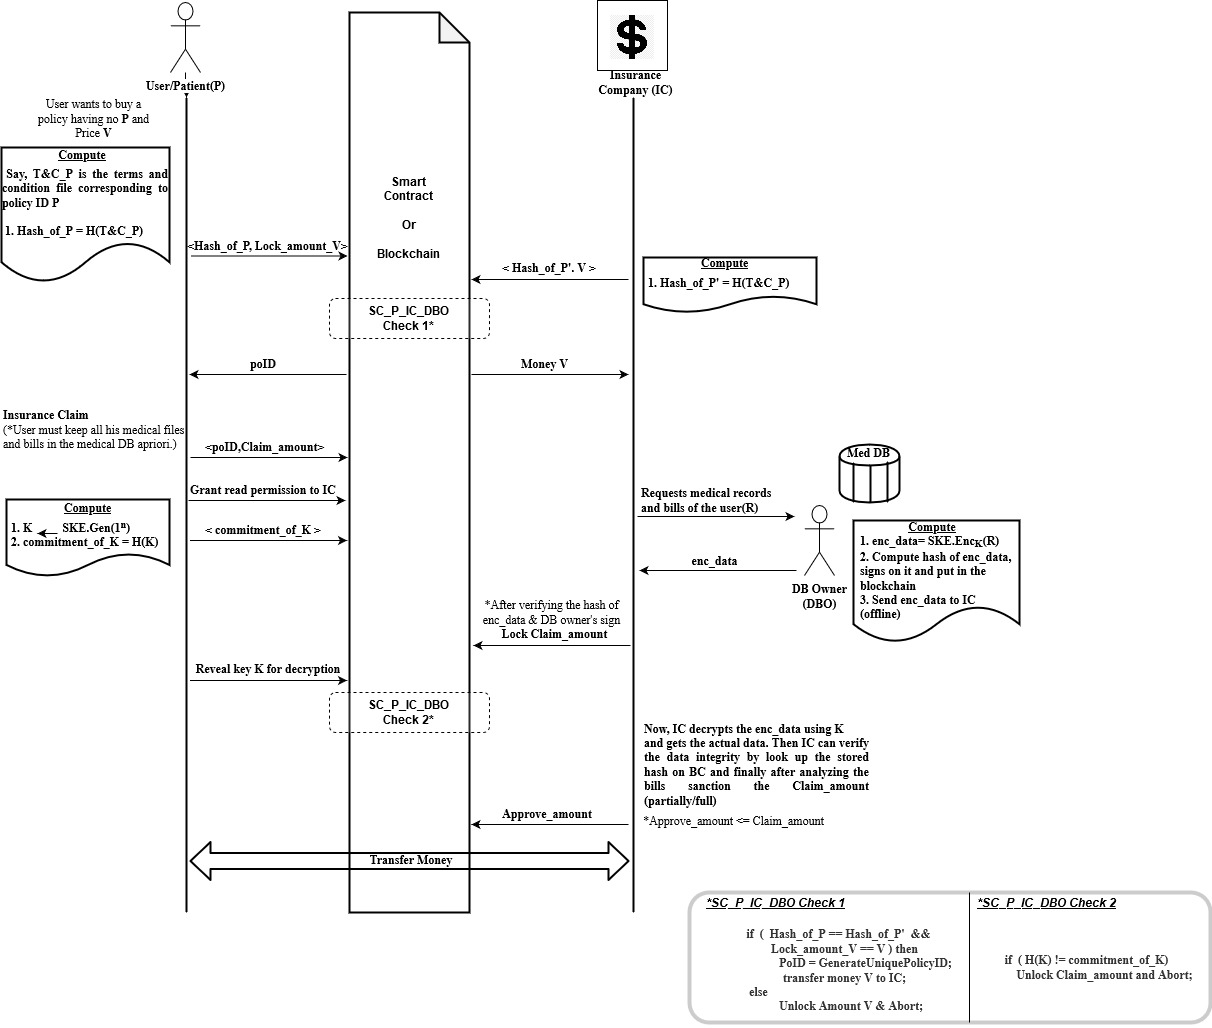 User/Patient(P)
$
Insurance
Company (IC)
User wants to buy a
policy having no P and
Price V
Compute
Say, T&C_P is the terms and
condition file corresponding to
policy ID P
1. Hash_of_P = H(T&C_P)
Smart
Contract
Or
Blockchain
<Hash_of_P, Lock_amount_V>
< Hash_of_P'. V >
Compute
1. Hash_of_P' = H(T&C_P)
SC_P_IC_DBO
Check 1*
poID
Money V
Insurance Claim
(*User must keep all his medical files
and bills in the medical DB apriori.)
<poID,Claim_amount>
Grant read permission to IC
< commitment_of_K >
Compute
1. K SKE.Gen(1ⁿ)
2. commitment_of_K = H(K)
Med DB
Requests medical records
and bills of the user(R)
enc_data
DB Owner
(DBO)
Compute
1. enc_data= SKE.EncK(R)
2. Compute hash of enc_data,
signs on it and put in the
blockchain
3. Send enc_data to IC
(offline)
*After verifying the hash of
enc_data & DB owner's sign
Lock Claim_amount
Reveal key K for decryption
SC_P_IC_DBO
Check 2*
Now, IC decrypts the enc_data using K
and gets the actual data. Then IC can verify
the data integrity by look up the stored
hash on BC and finally after analyzing the
bills sanction the Claim_amount
(partially/full)
*Approve_amount <= Claim_amount
Approve_amount
Transfer Money
*SC_P_IC_DBO Check 1
if ( Hash_of_P == Hash_of_P' &&
Lock_amount_V == V ) then
PoID = GenerateUniquePolicyID;
transfer money V to IC;
else
Unlock Amount V & Abort;
*SC_P_IC_DBO Check 2
if ( H(K) != commitment_of_K)
Unlock Claim_amount and Abort;